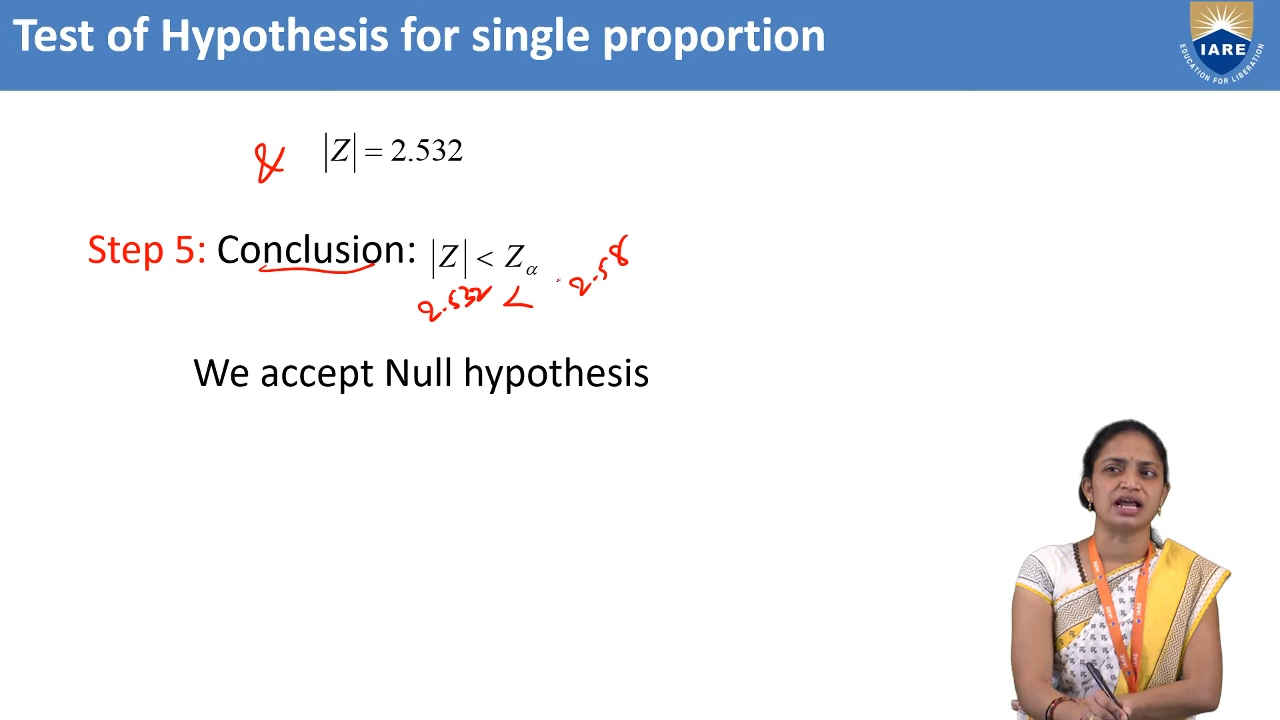 Test of Hypothesis for single proportion
IARE
EDUCATION FOR LIBERATION
& |Z| = 2.532
Step 5: Conclusion: |Z| < Zα
2.532 < 2.58
We accept Null hypothesis
IARE